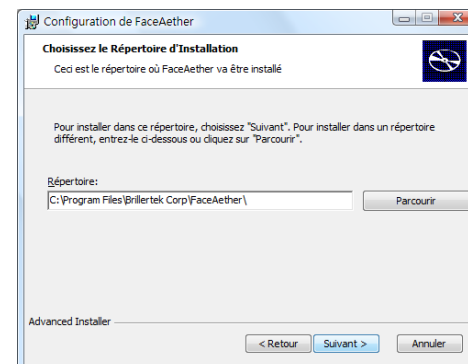 Configuration de FaceAether
Choisissez le Répertoire d'Installation
Ceci est le répertoire où FaceAether va être installé
Pour installer dans ce répertoire, choisissez "Suivant". Pour installer dans un répertoire
différent, entrez-le ci-dessous ou cliquez sur "Parcourir".
Répertoire:
C:\Program Files\Brillertek Corp\FaceAether\
Parcourir
Advanced Installer
< Retour
Suivant >
Annuler